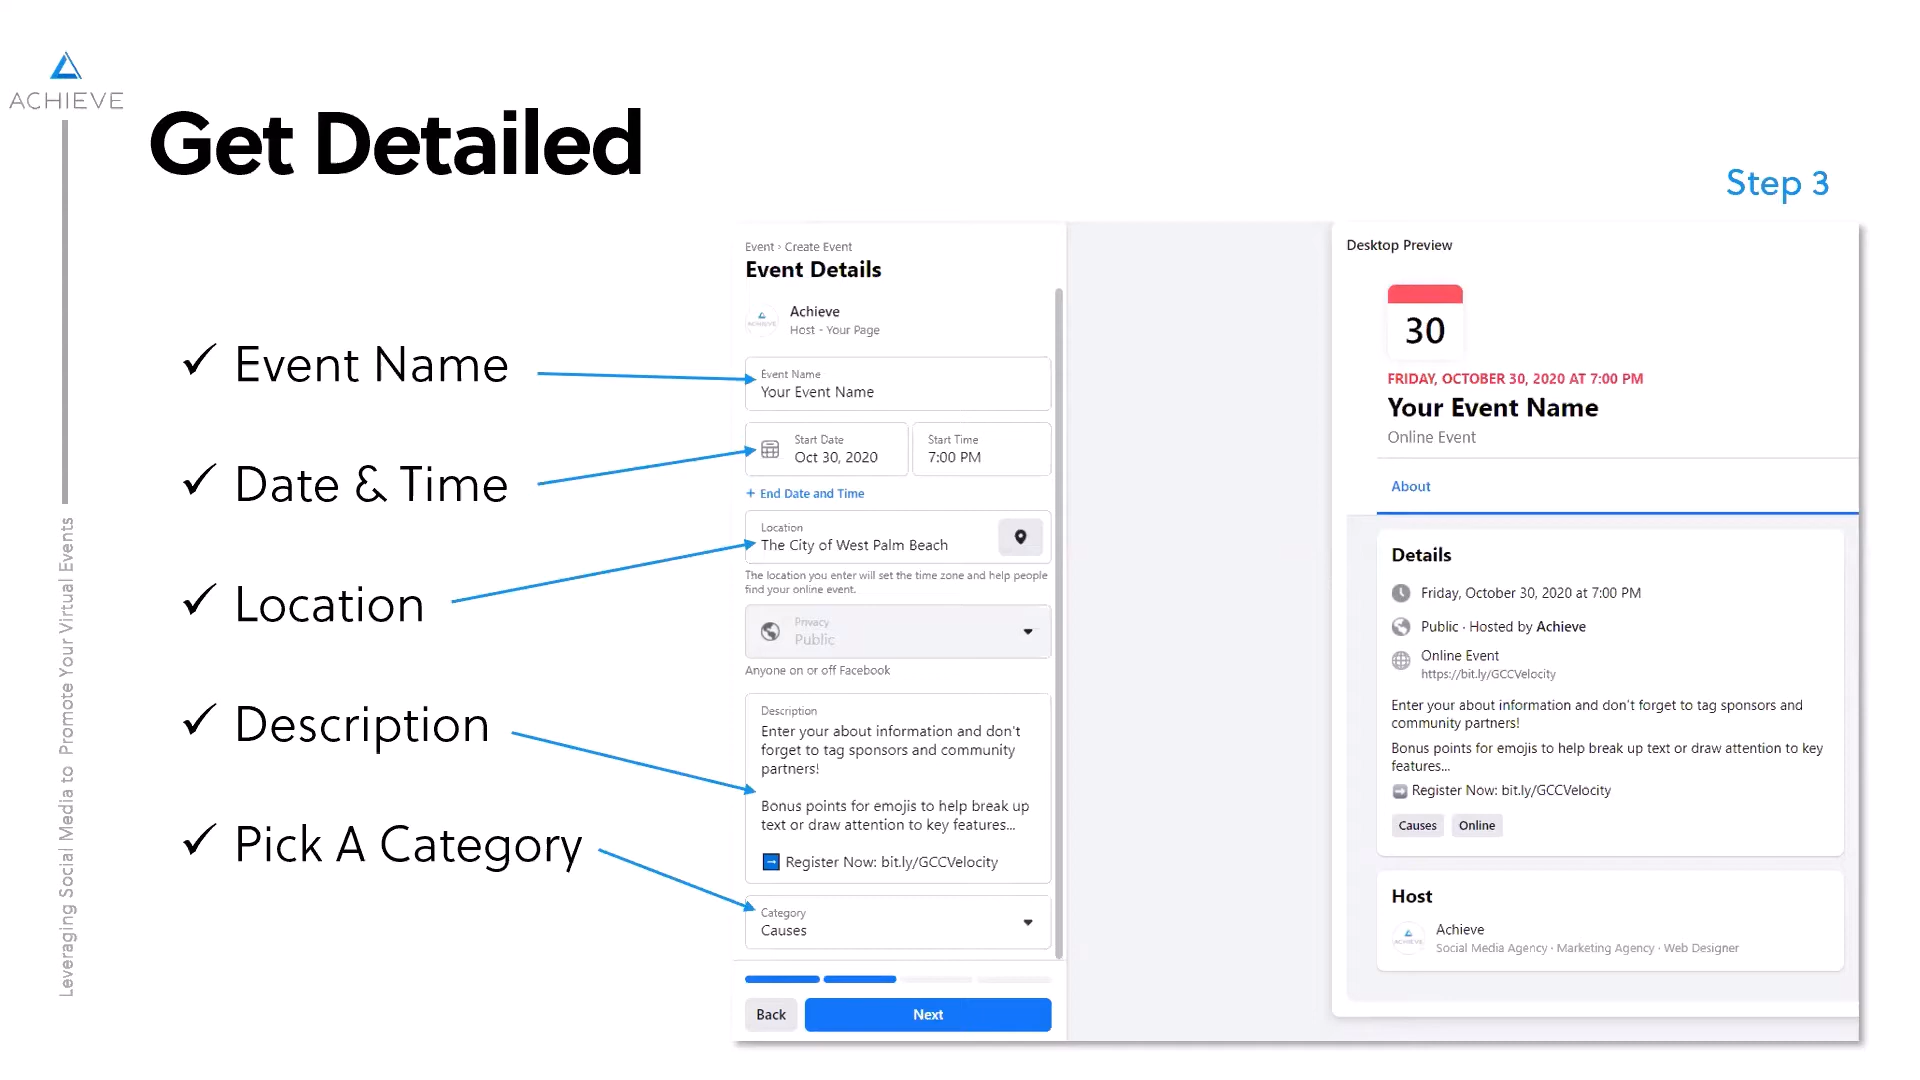 ACHIEVE
Get Detailed
Step 3
Leveraging Social Media to Promote Your Virtual Events
✓ Event Name
✓ Date & Time
✓ Location
✓ Description
✓ Pick A Category
Event › Create Event
Event Details
Achieve
Host - Your Page
Event Name
Your Event Name
Start Date
Oct 30, 2020
Start Time
7:00 PM
+ End Date and Time
Location
The City of West Palm Beach
The location you enter will set the time zone and help people
find your online event.
Privacy
Public
Anyone on or off Facebook
Description
Enter your about information and don't
forget to tag sponsors and community
partners!
Bonus points for emojis to help break up
text or draw attention to key features...
➡ Register Now: bit.ly/GCCVelocity
Category
Causes
Back
Next
Desktop Preview
30
FRIDAY, OCTOBER 30, 2020 AT 7:00 PM
Your Event Name
Online Event
About
Details
Friday, October 30, 2020 at 7:00 PM
Public · Hosted by Achieve
Online Event
https://bit.ly/GCCVelocity
Enter your about information and don't forget to tag sponsors and
community partners!
Bonus points for emojis to help break up text or draw attention to key
features...
➡ Register Now: bit.ly/GCCVelocity
Causes
Online
Host
ACHIEVE
Achieve
Social Media Agency · Marketing Agency · Web Designer